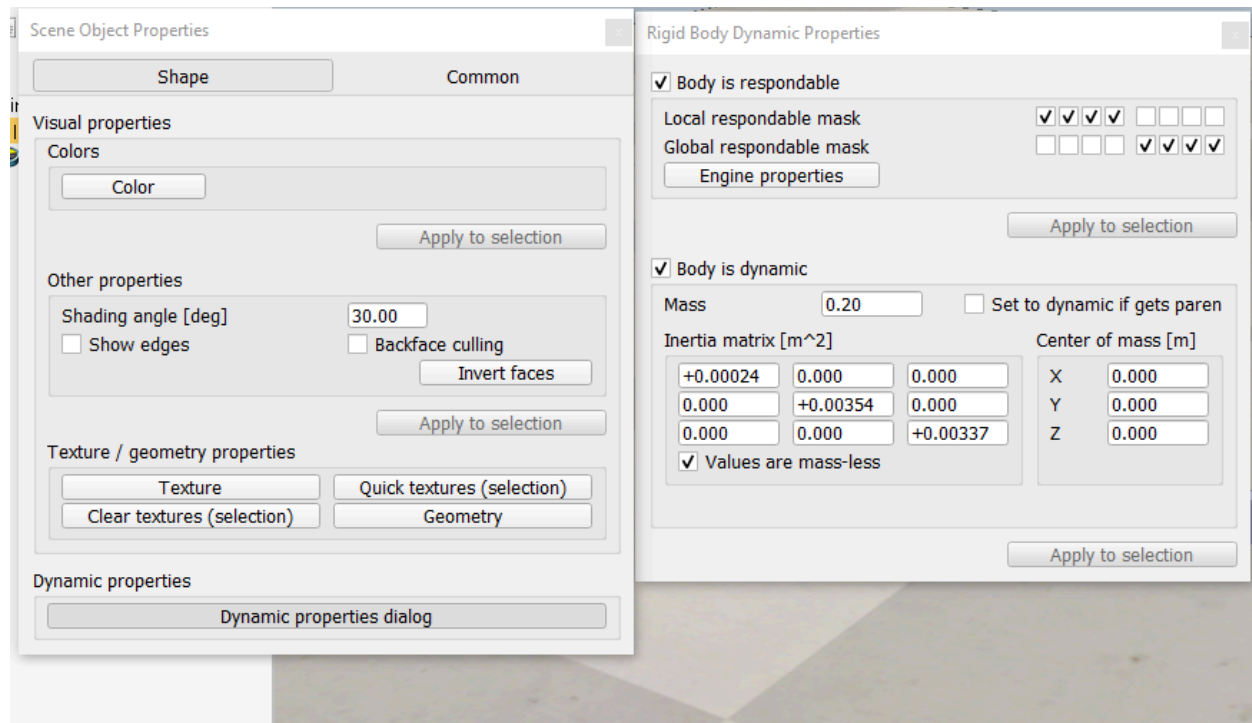 Scene Object Properties
Shape
Common
Visual properties
Colors
Color
Apply to selection
Other properties
Shading angle [deg]
30.00
Show edges
Backface culling
Invert faces
Apply to selection
Texture / geometry properties
Texture
Quick textures (selection)
Clear textures (selection)
Geometry
Dynamic properties
Dynamic properties dialog
Rigid Body Dynamic Properties
Body is respondable
Local respondable mask
Global respondable mask
Engine properties
Apply to selection
Body is dynamic
Mass
0.20
Set to dynamic if gets paren
Inertia matrix [m^2]
+0.00024 0.000 0.000
0.000 +0.00354 0.000
0.000 0.000 +0.00337
Values are mass-less
Center of mass [m]
X 0.000
Y 0.000
Z 0.000
Apply to selection